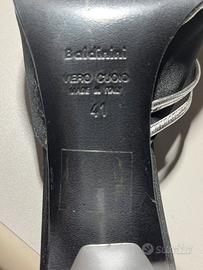 Baldinini
VERO CUOIO
MADE IN ITALY
41
subito